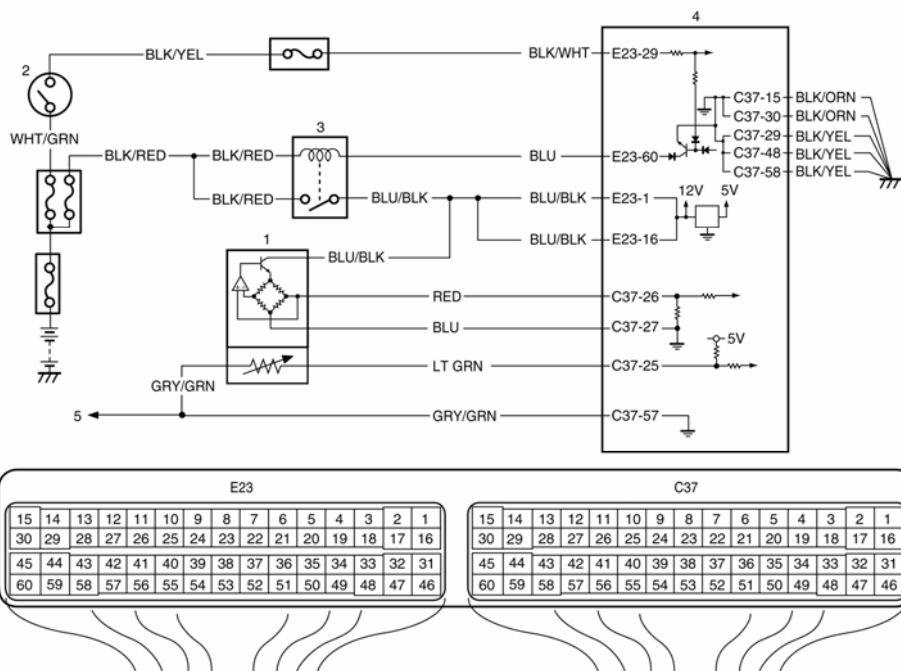 4
BLK/YEL BLK/WHT E23-29
2
C37-15 BLK/ORN
C37-30 BLK/ORN
WHT/GRN 3 C37-29 BLK/YEL
BLK/RED BLK/RED BLU E23-60 C37-48 BLK/YEL
C37-58 BLK/YEL
BLK/RED BLU/BLK BLU/BLK E23-1 12V 5V
1 BLU/BLK E23-16
BLU/BLK
RED C37-26
BLU C37-27
5V
LT GRN C37-25
GRY/GRN
5 GRY/GRN C37-57
E23 C37
15 14 13 12 11 10 9 8 7 6 5 4 3 2 1 15 14 13 12 11 10 9 8 7 6 5 4 3 2 1
30 29 28 27 26 25 24 23 22 21 20 19 18 17 16 30 29 28 27 26 25 24 23 22 21 20 19 18 17 16
45 44 43 42 41 40 39 38 37 36 35 34 33 32 31 45 44 43 42 41 40 39 38 37 36 35 34 33 32 31
60 59 58 57 56 55 54 53 52 51 50 49 48 47 46 60 59 58 57 56 55 54 53 52 51 50 49 48 47 46